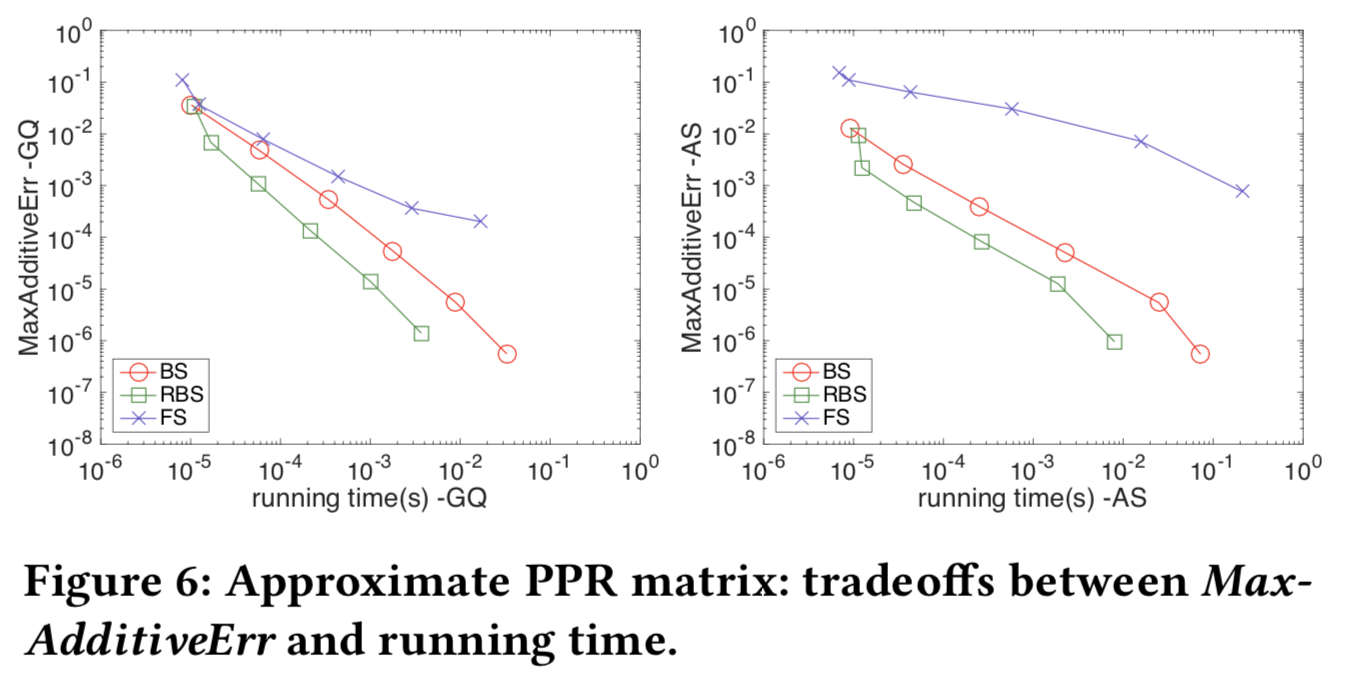 10^0
10^-1
10^-2
10^-3
10^-4
10^-5
10^-6
10^-7
10^-8
MaxAdditiveErr -GQ
BS
RBS
FS
10^-6 10^-5 10^-4 10^-3 10^-2 10^-1 10^0
running time(s) -GQ
10^0
10^-1
10^-2
10^-3
10^-4
10^-5
10^-6
10^-7
10^-8
MaxAdditiveErr -AS
BS
RBS
FS
10^-6 10^-5 10^-4 10^-3 10^-2 10^-1 10^0
running time(s) -AS
Figure 6: Approximate PPR matrix: tradeoffs between Max-
AdditiveErr and running time.